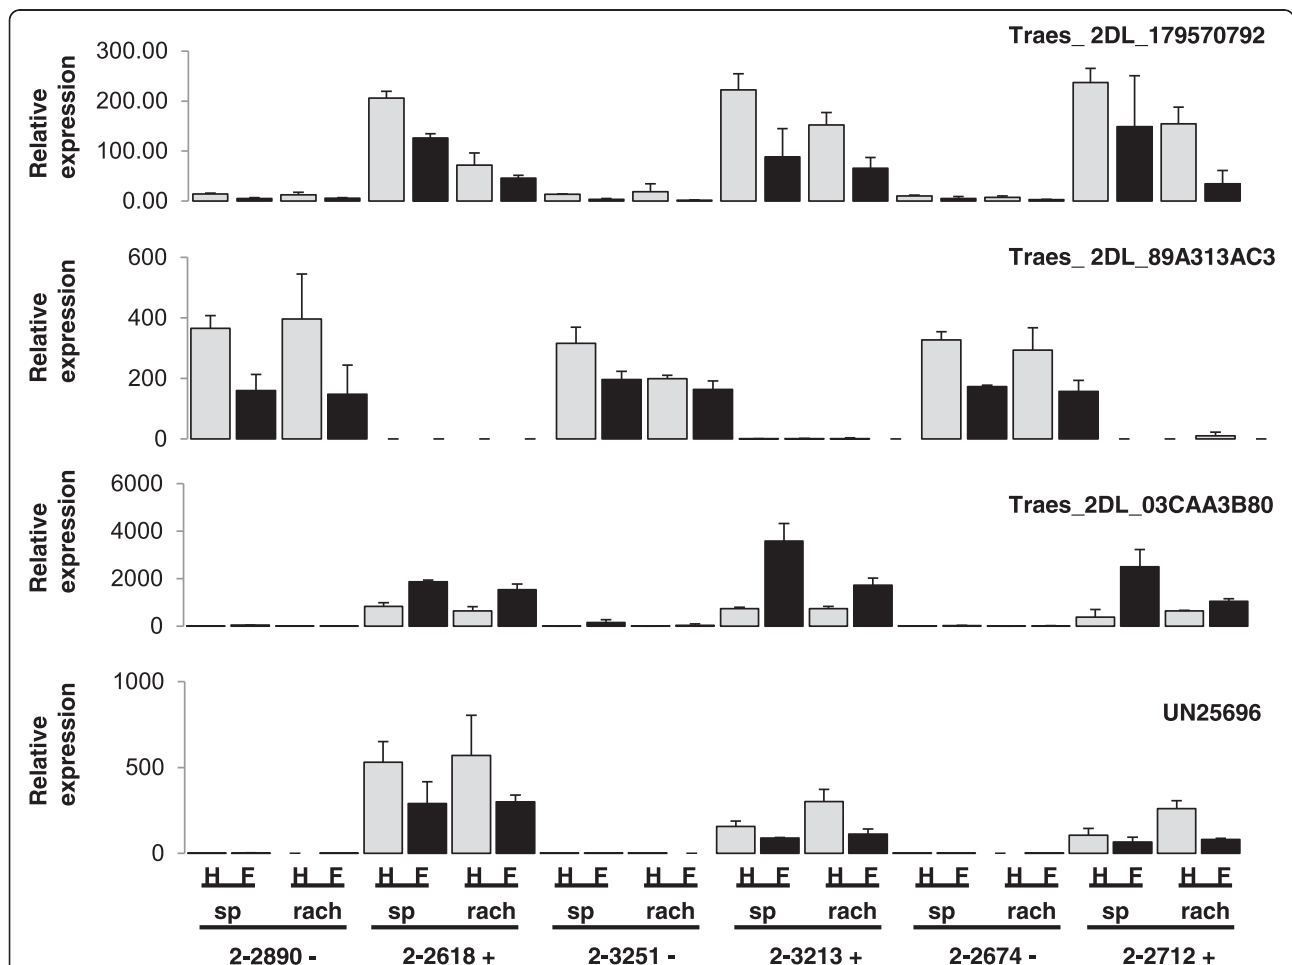 Traes_ 2DL_179570792
Relative expression
300.00
200.00
100.00
0.00
Traes_ 2DL_89A313AC3
Relative expression
600
400
200
0
Traes_2DL_03CAA3B80
Relative expression
6000
4000
2000
0
UN25696
Relative expression
1000
500
0
H F H F H F H F H F H F H F H F H F H F H F H F
sp rach sp rach sp rach sp rach sp rach sp rach
2-2890 - 2-2618 + 2-3251 - 2-3213 + 2-2674 - 2-2712 +